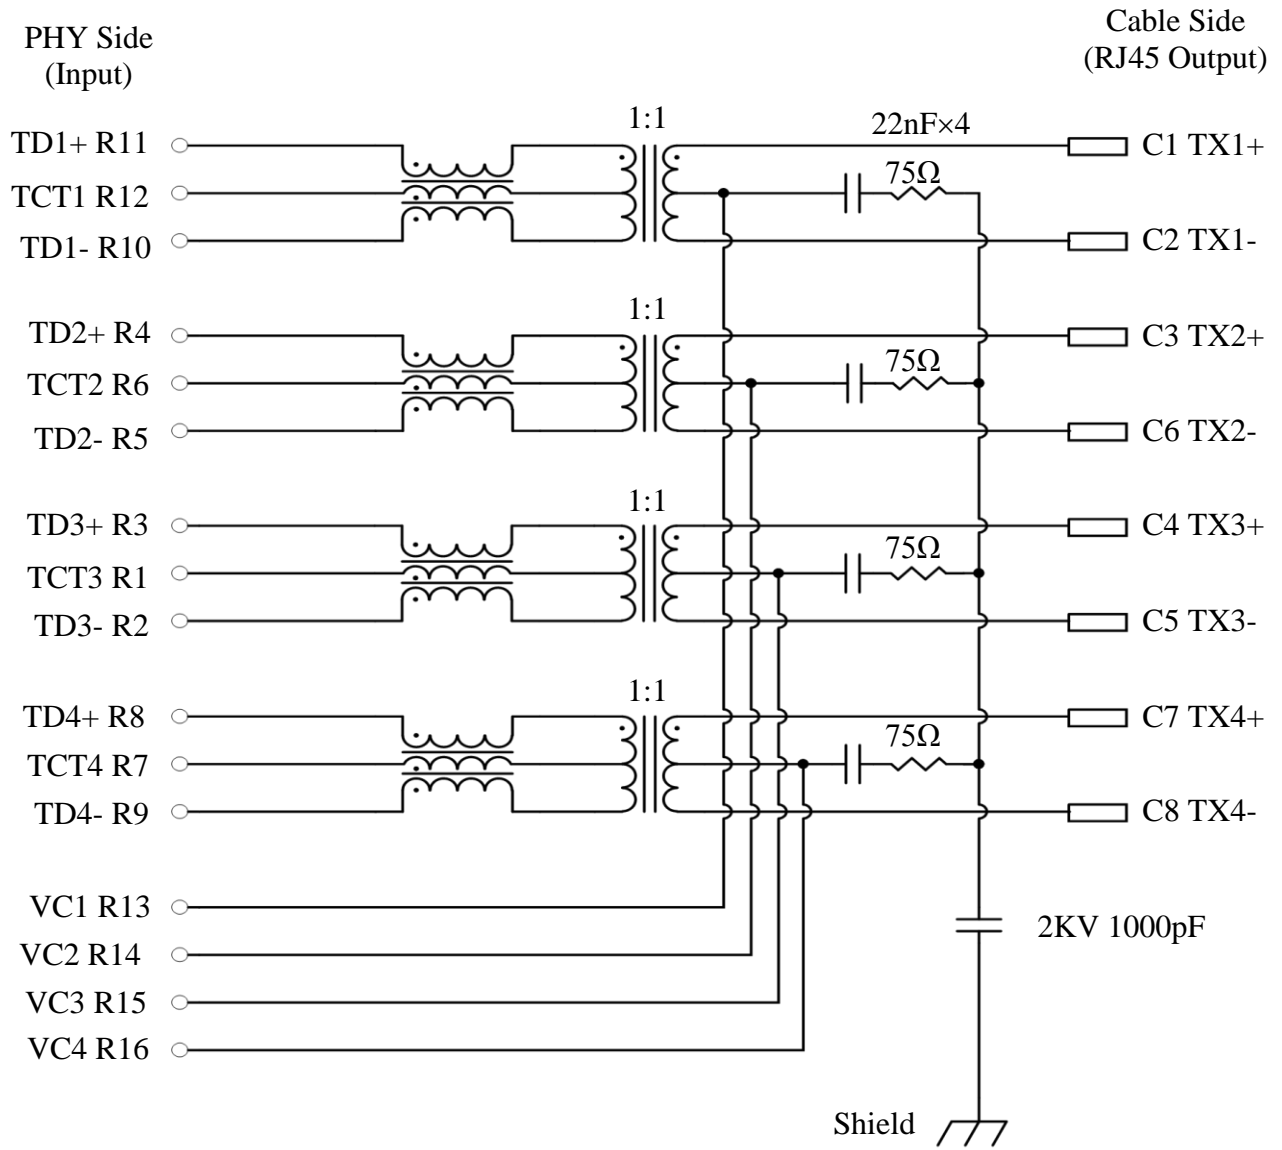 PHY Side
(Input)
Cable Side
(RJ45 Output)
1:1
22nF×4
TD1+ R11
C1 TX1+
75Ω
TCT1 R12
TD1- R10
C2 TX1-
1:1
TD2+ R4
C3 TX2+
75Ω
TCT2 R6
TD2- R5
C6 TX2-
1:1
TD3+ R3
C4 TX3+
75Ω
TCT3 R1
TD3- R2
C5 TX3-
1:1
TD4+ R8
C7 TX4+
75Ω
TCT4 R7
TD4- R9
C8 TX4-
VC1 R13
2KV 1000pF
VC2 R14
VC3 R15
VC4 R16
Shield